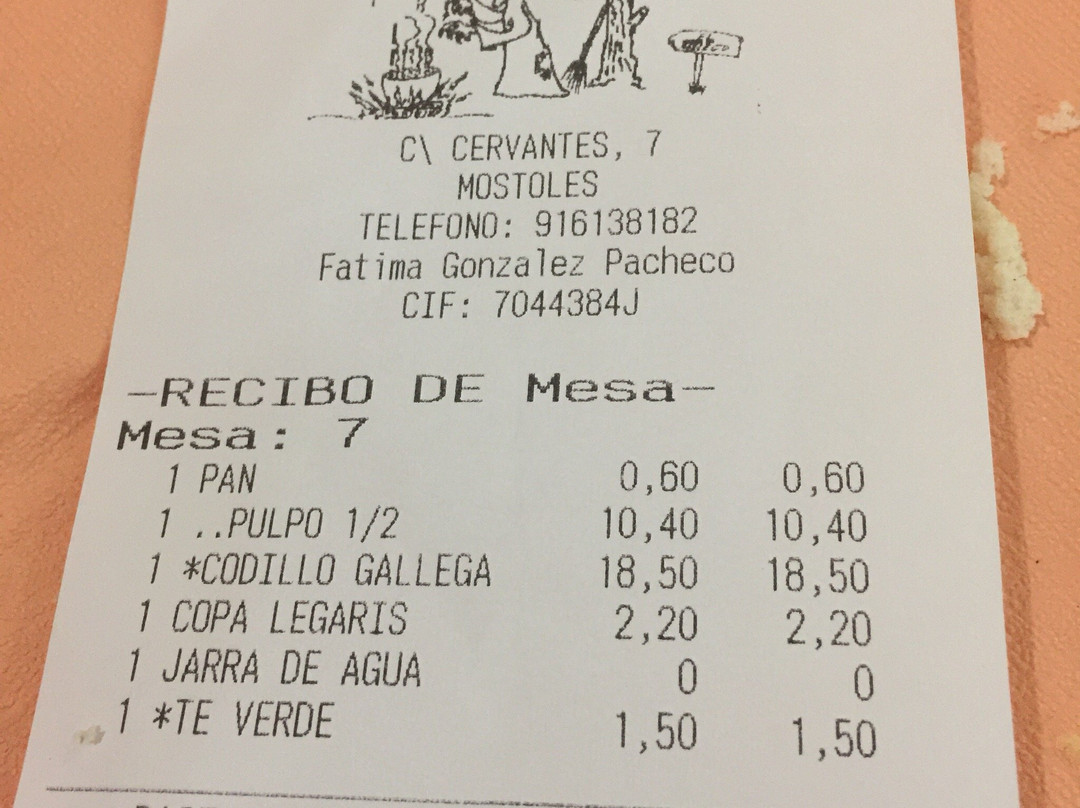 C\ CERVANTES, 7
MOSTOLES
TELEFONO: 916138182
Fatima Gonzalez Pacheco
CIF: 7044384J
-RECIBO DE Mesa-
Mesa: 7
1 PAN 0,60 0,60
1 ..PULPO 1/2 10,40 10,40
1 *CODILLO GALLEGA 18,50 18,50
1 COPA LEGARIS 2,20 2,20
1 JARRA DE AGUA 0 0
1 *TE VERDE 1,50 1,50